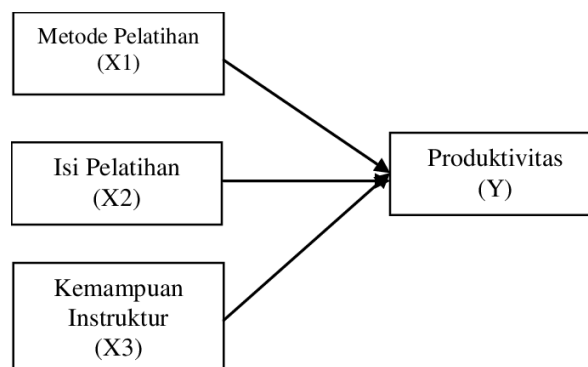 Metode Pelatihan
(X1)
Isi Pelatihan
(X2)
Kemampuan
Instruktur
(X3)
Produktivitas
(Y)